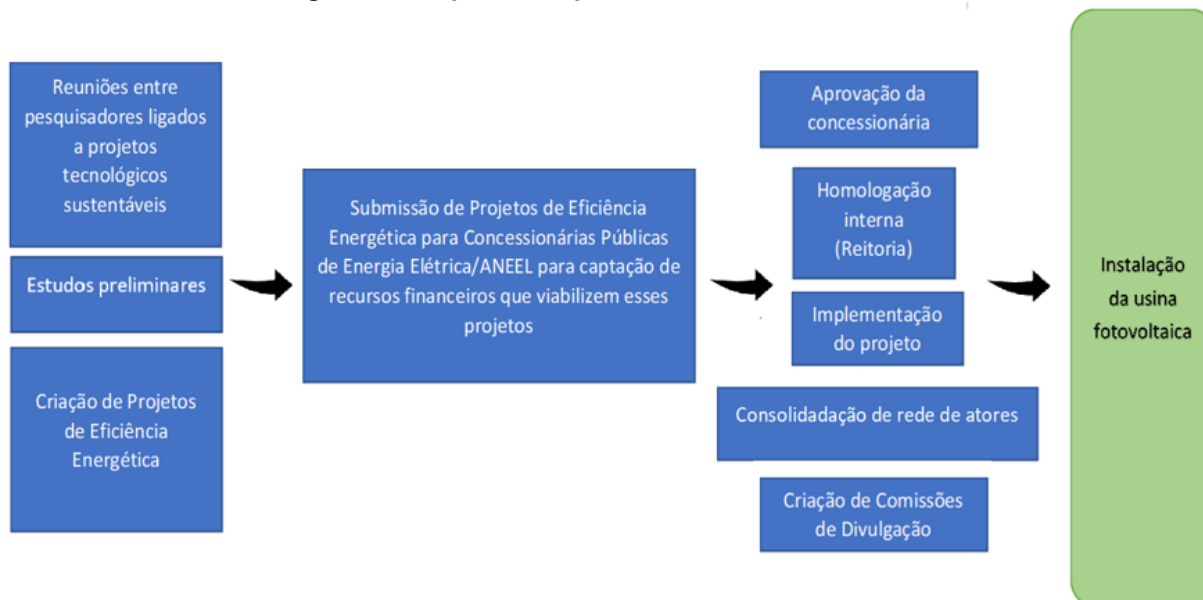 Reuniões entre
pesquisadores ligados
a projetos
tecnológicos
sustentáveis
Estudos preliminares
Criação de Projetos
de Eficiência
Energética
Submissão de Projetos de Eficiência
Energética para Concessionárias Públicas
de Energia Elétrica/ANEEL para captação de
recursos financeiros que viabilizem esses
projetos
Aprovação da
concessionária
Homologação
interna
(Reitoria)
Implementação
do projeto
Consolidadação de rede de atores
Criação de Comissões
de Divulgação
Instalação
da usina
fotovoltaica